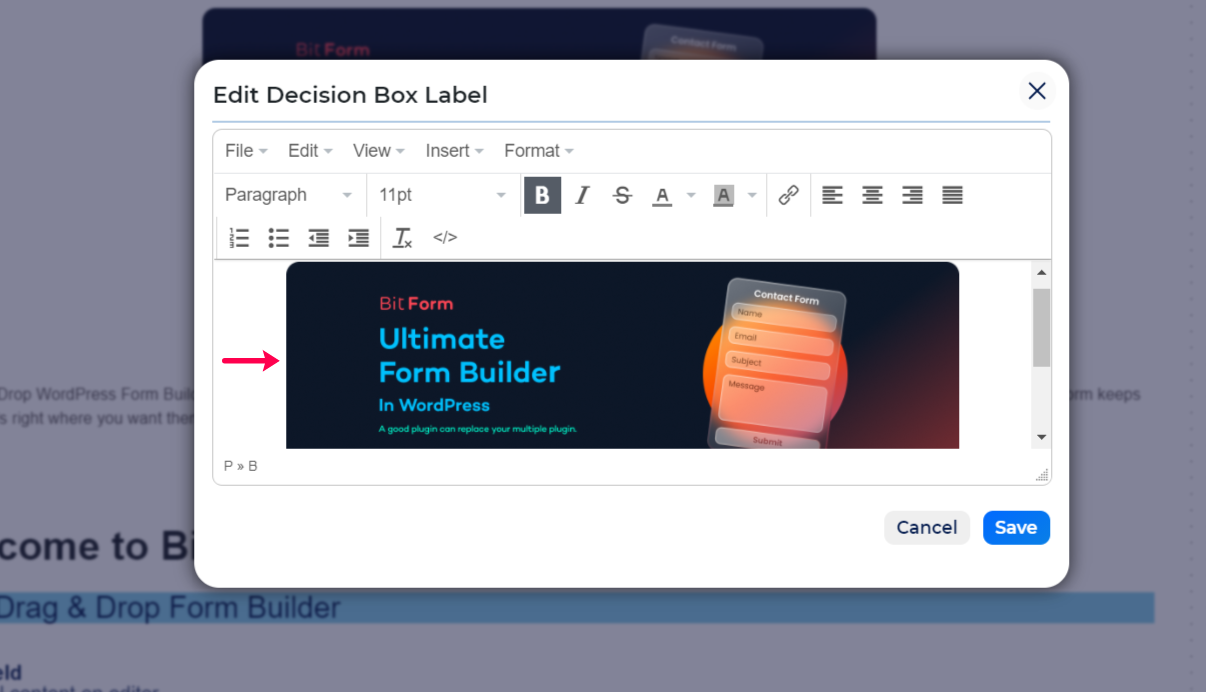 Bit Form
Contact Form
Edit Decision Box Label
File Edit View Insert Format
Paragraph 11pt B I S A A
</>
Bit Form
Ultimate
Form Builder
In WordPress
A good plugin can replace your multiple plugin.
Contact Form
Name
Email
Subject
Message
Submit
P » B
Cancel Save
Drop WordPress Form
orm keeps
s right where you want
come to Bi
Drag & Drop Form Builder
eld